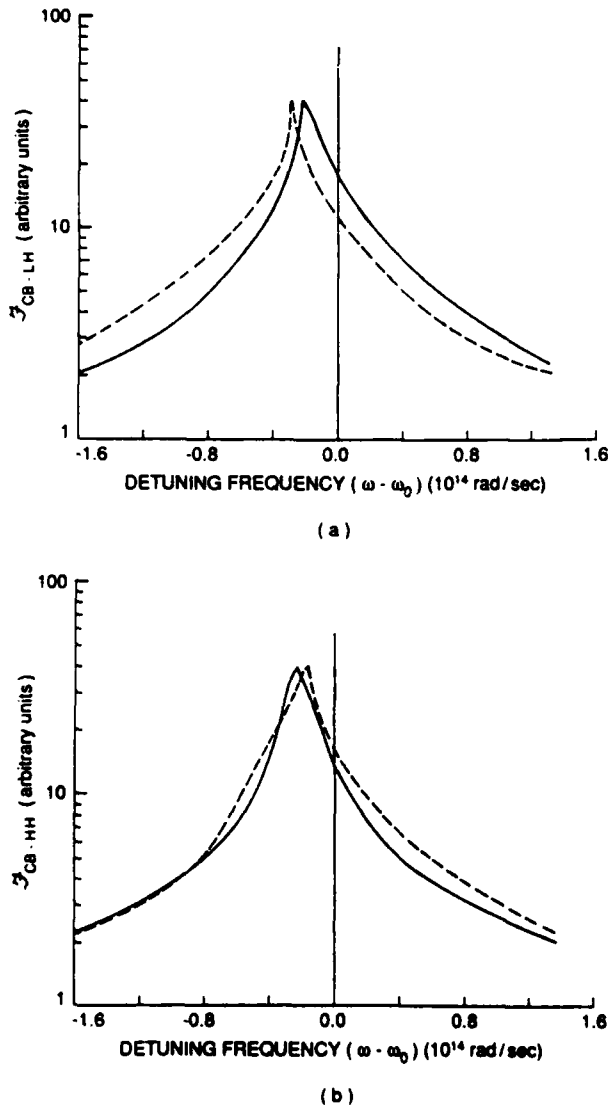 100
10
1
ℱCB-LH (arbitrary units)
-1.6 -0.8 0.0 0.8 1.6
DETUNING FREQUENCY (ω - ω0) (10^14 rad/sec)
(a)
100
10
1
ℱCB-HH (arbitrary units)
-1.6 -0.8 0.0 0.8 1.6
DETUNING FREQUENCY (ω - ω0) (10^14 rad/sec)
(b)